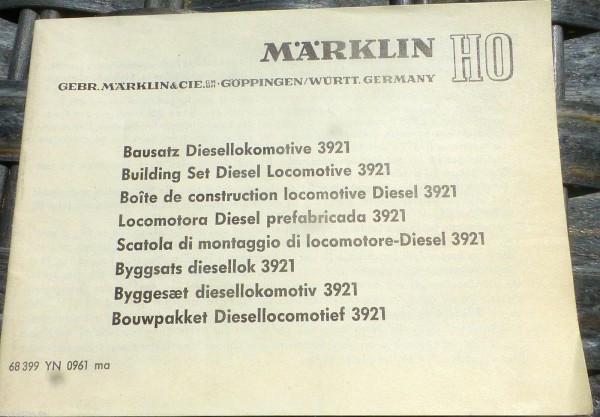 MÄRKLIN HO
GEBR. MÄRKLIN & CIE. GMBH · GÖPPINGEN/WÜRTT. GERMANY
Bausatz Diesellokomotive 3921
Building Set Diesel Locomotive 3921
Boîte de construction locomotive Diesel 3921
Locomotora Diesel prefabricada 3921
Scatola di montaggio di locomotore-Diesel 3921
Byggsats diesellok 3921
Byggesæt diesellokomotiv 3921
Bouwpakket Diesellocomotief 3921
68 399 YN 0961 ma